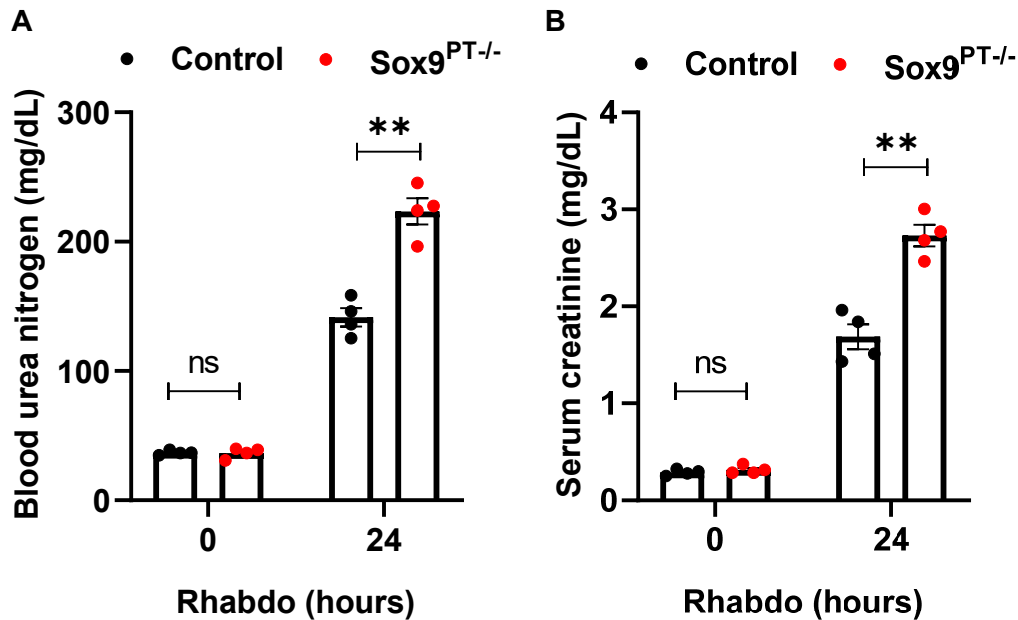 A
Control Sox9PT-/-
Blood urea nitrogen (mg/dL)
300
200
100
0
**
ns
0 24
Rhabdo (hours)
B
Control Sox9PT-/-
Serum creatinine (mg/dL)
4
3
2
1
0
**
ns
0 24
Rhabdo (hours)